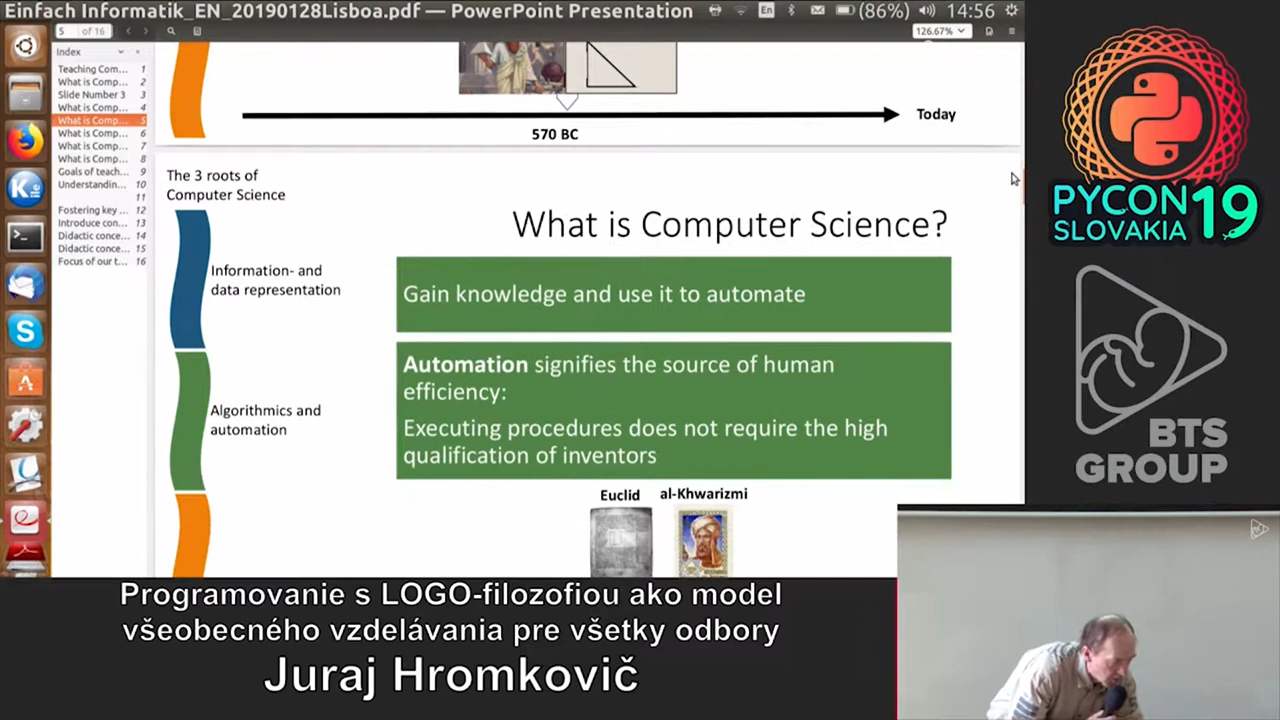 Einfach Informatik_EN_20190128Lisboa.pdf — PowerPoint Presentation
En
(86%)
14:56
5
of 16
126.67%
Index
Teaching Com... 1
What is Comp... 2
Slide Number 3 3
What is Comp... 4
What is Comp... 5
What is Comp... 6
What is Comp... 7
What is Comp... 8
Goals of teach... 9
Understandin... 10
11
Fostering key ... 12
Introduce con... 13
Didactic conce... 14
Didactic conce... 15
Focus of our t... 16
570 BC
Today
The 3 roots of
Computer Science
What is Computer Science?
Information- and
data representation
Gain knowledge and use it to automate
Automation signifies the source of human
efficiency:
Executing procedures does not require the high
qualification of inventors
Algorithmics and
automation
Euclid
al-Khwarizmi
PYCON
SLOVAKIA
19
BTS
GROUP
Programovanie s LOGO-filozofiou ako model
všeobecného vzdelávania pre všetky odbory
Juraj Hromkovič